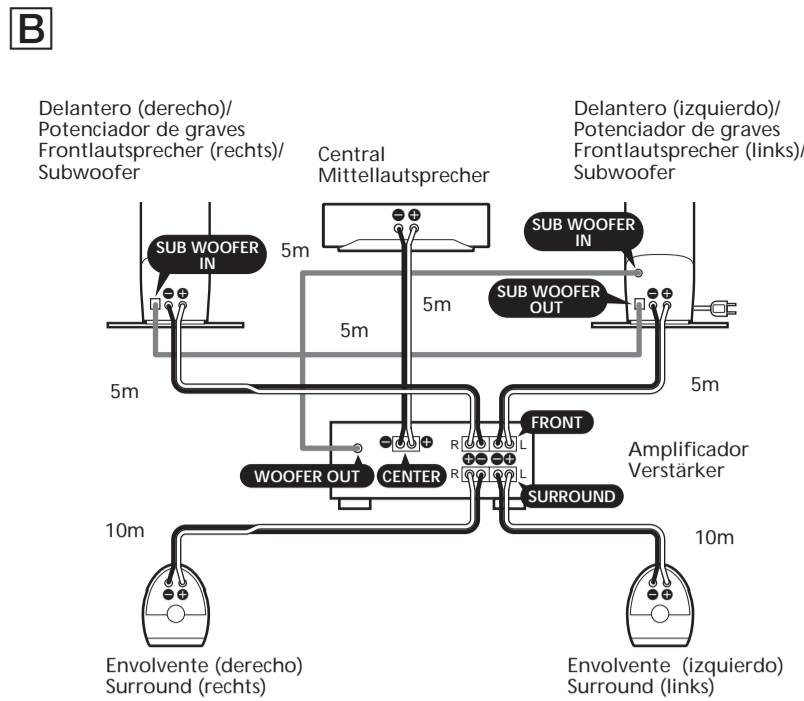 B
Delantero (derecho)/
Potenciador de graves
Frontlautsprecher (rechts)/
Subwoofer
Central
Mittellautsprecher
Delantero (izquierdo)/
Potenciador de graves
Frontlautsprecher (links)/
Subwoofer
SUB WOOFER
IN
5m
SUB WOOFER
IN
SUB WOOFER
OUT
5m
5m
5m
5m
FRONT
R
L
WOOFER OUT
CENTER
R
L
SURROUND
Amplificador
Verstärker
10m
10m
Envolvente (derecho)
Surround (rechts)
Envolvente (izquierdo)
Surround (links)